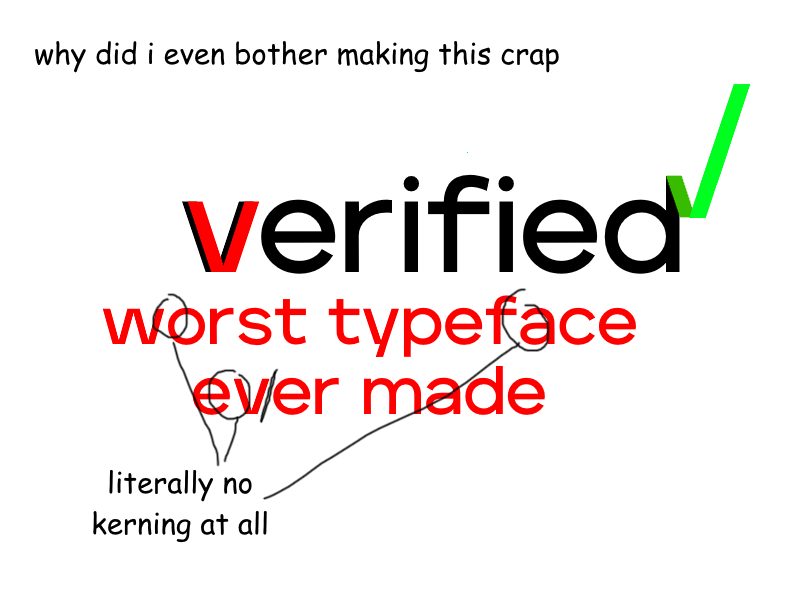 why did i even bother making this crap
verified
worst typeface
ever made
literally no
kerning at all